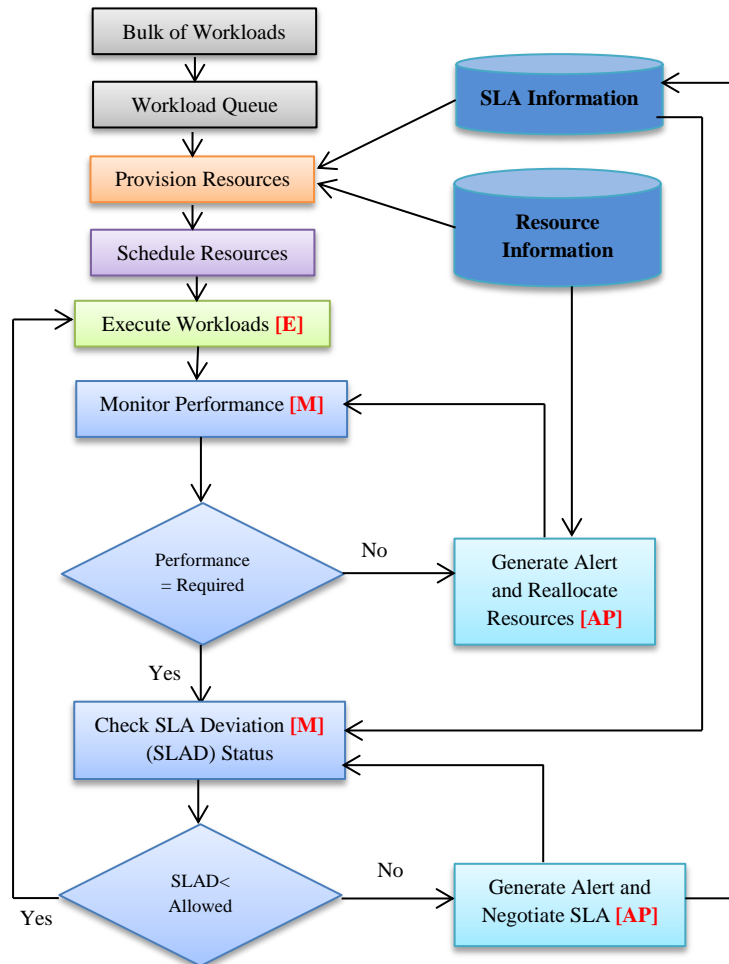 Bulk of Workloads
Workload Queue
SLA Information
Provision Resources
Resource
Information
Schedule Resources
Execute Workloads [E]
Monitor Performance [M]
Performance
= Required
No
Generate Alert
and Reallocate
Resources [AP]
Yes
Check SLA Deviation [M]
(SLAD) Status
SLAD<
Allowed
No
Yes
Generate Alert and
Negotiate SLA [AP]